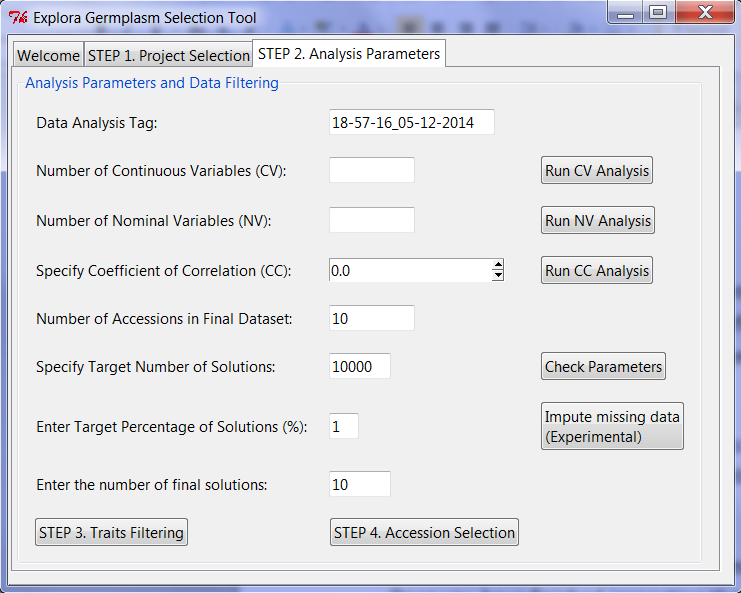 Explora Germplasm Selection Tool
Welcome STEP 1. Project Selection STEP 2. Analysis Parameters
Analysis Parameters and Data Filtering
Data Analysis Tag: 18-57-16_05-12-2014
Number of Continuous Variables (CV): Run CV Analysis
Number of Nominal Variables (NV): Run NV Analysis
Specify Coefficient of Correlation (CC): 0.0 Run CC Analysis
Number of Accessions in Final Dataset: 10
Specify Target Number of Solutions: 10000 Check Parameters
Enter Target Percentage of Solutions (%): 1 Impute missing data
(Experimental)
Enter the number of final solutions: 10
STEP 3. Traits Filtering STEP 4. Accession Selection